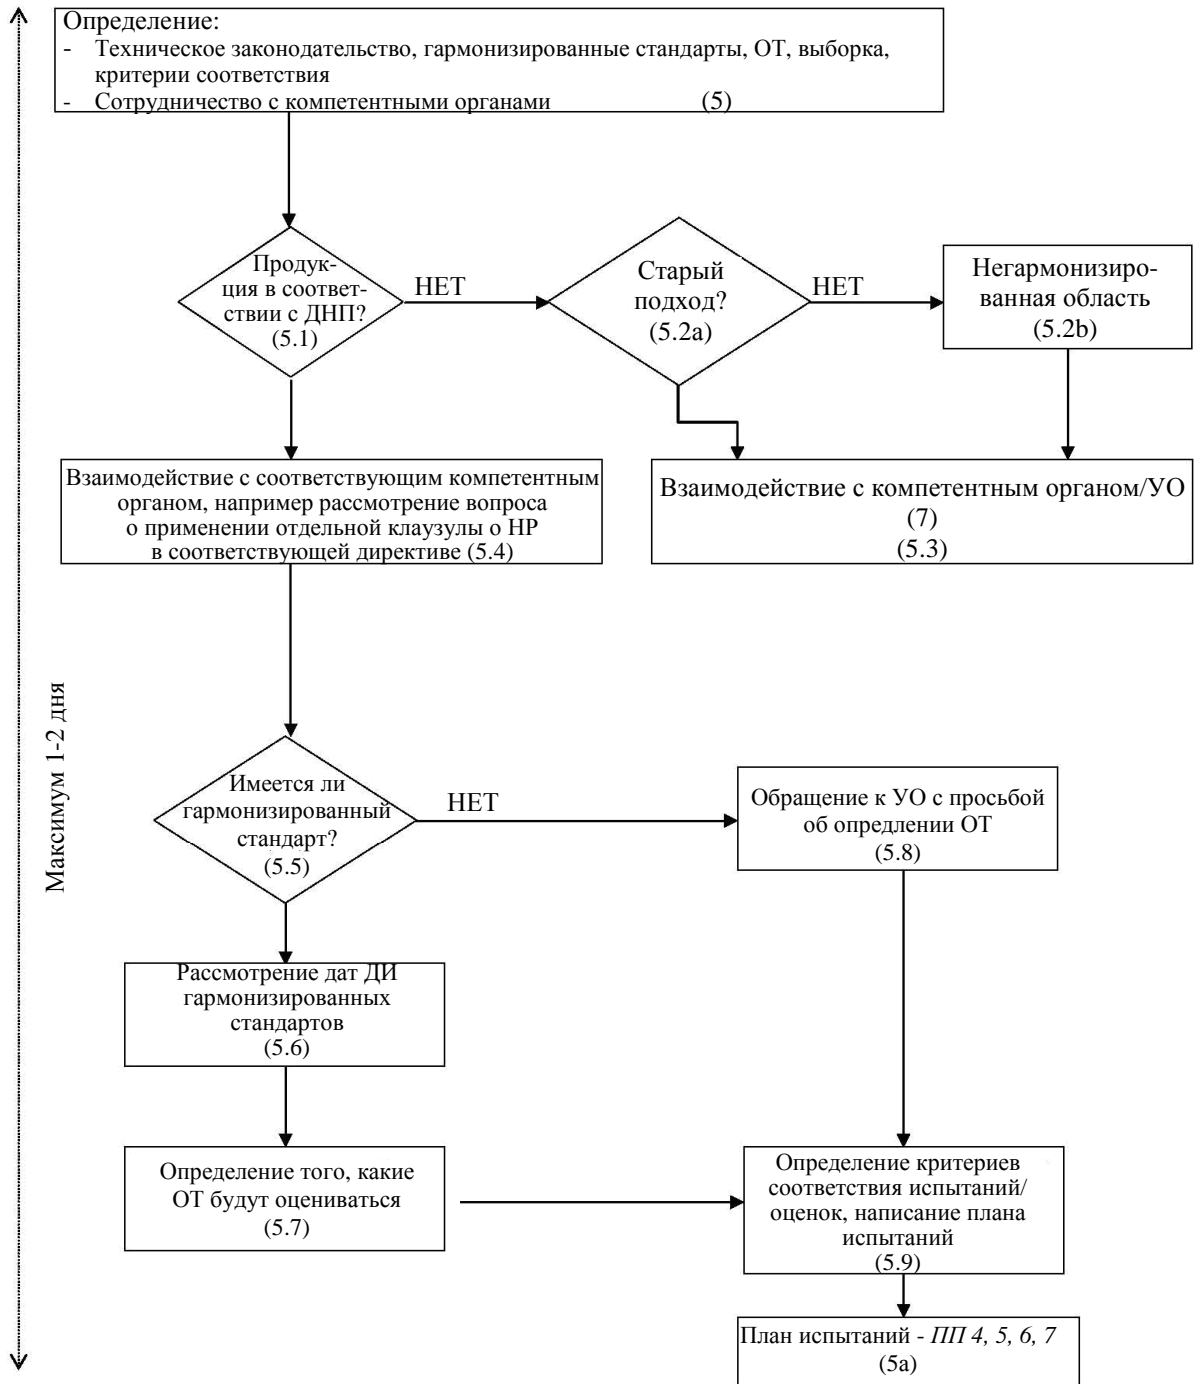 Определение:
- Техническое законодательство, гармонизированные стандарты, ОТ, выборка,
критерии соответствия
- Сотрудничество с компетентными органами (5)
Продук-
ция в соответ-
ствии с ДНП?
(5.1)
НЕТ
Старый
подход?
(5.2a)
НЕТ
Негармонизиро-
ванная область
(5.2b)
Взаимодействие с соответствующим компетентным
органом, например рассмотрение вопроса
о применении отдельной клаузулы о НР
в соответствующей директиве (5.4)
Взаимодействие с компетентным органом/УО
(7)
(5.3)
Максимум 1-2 дня
Имеется ли
гармонизированный
стандарт?
(5.5)
НЕТ
Обращение к УО с просьбой
об опредлении ОТ
(5.8)
Рассмотрение дат ДИ
гармонизированных
стандартов
(5.6)
Определение того, какие
ОТ будут оцениваться
(5.7)
Определение критериев
соответствия испытаний/
оценок, написание плана
испытаний
(5.9)
План испытаний - ПП 4, 5, 6, 7
(5a)